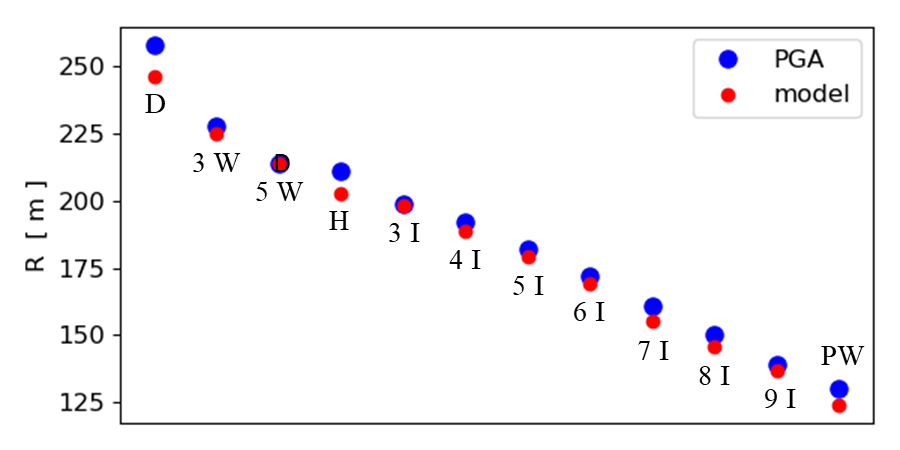 R [ m ]
250
225
200
175
150
125
PGA
model
D
3 W
D
5 W
H
3 I
4 I
5 I
6 I
7 I
8 I
9 I
PW